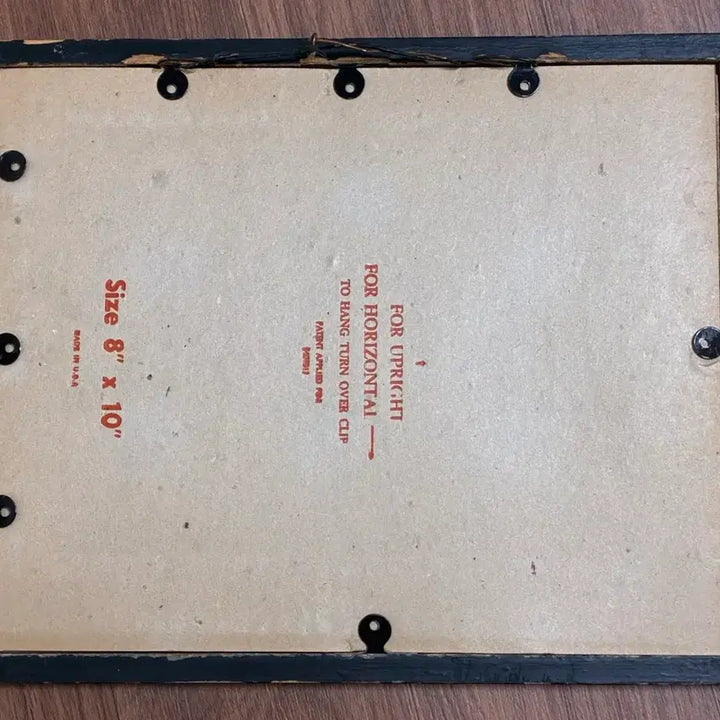 FOR UPRIGHT ↑
FOR HORIZONTAL →
TO HANG TURN OVER CLIP
PATENT APPLIED FOR
Size 8" x 10"
MADE IN U.S.A